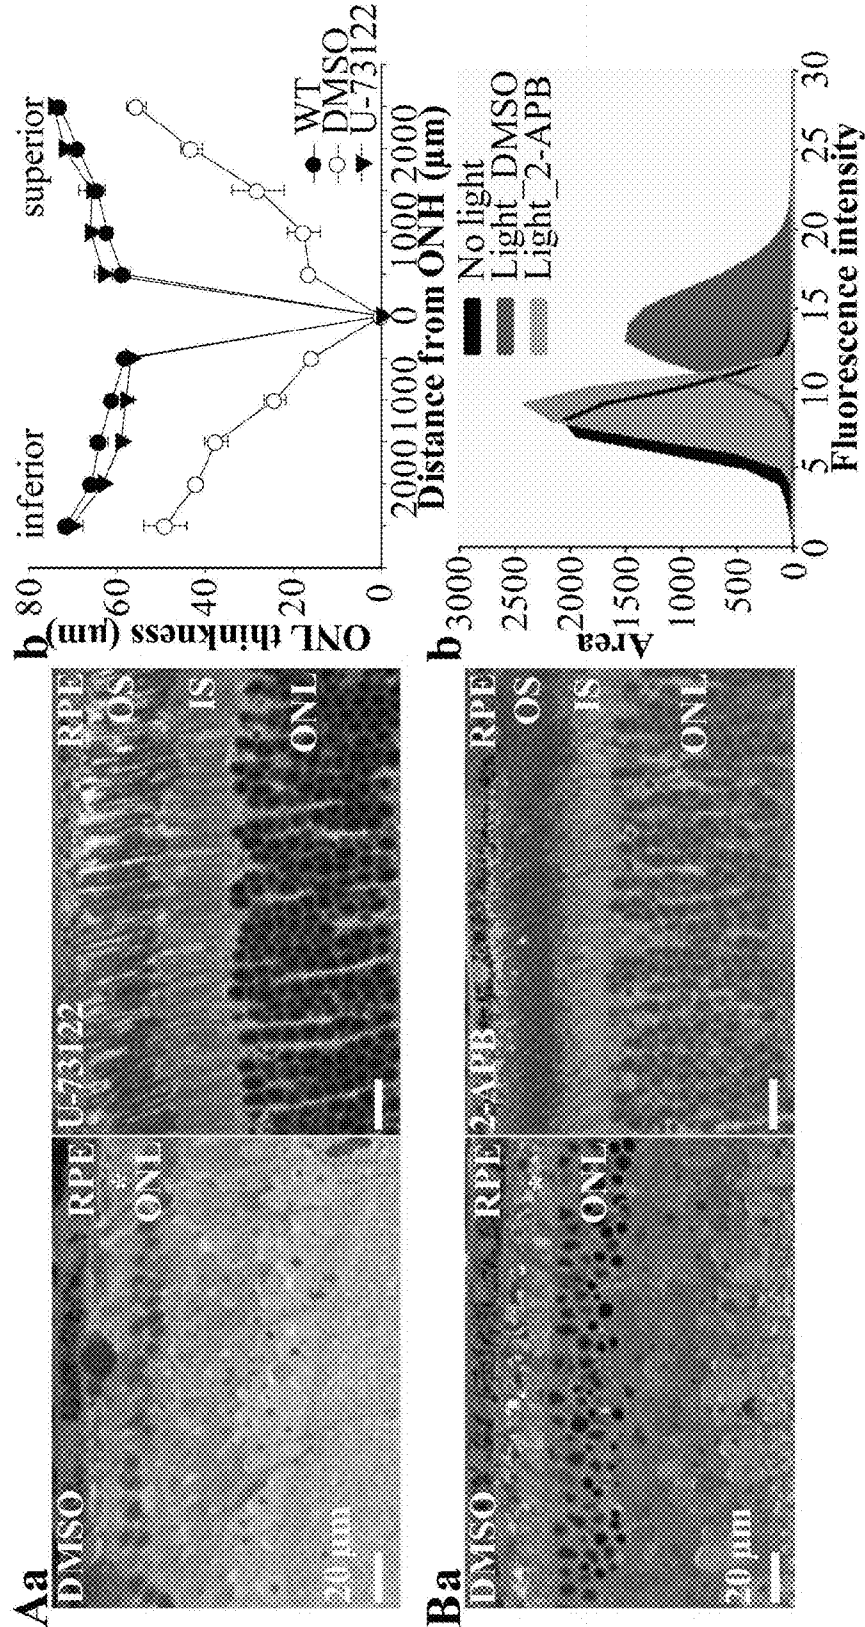 Aa
DMSO
RPE
*
ONL
20 μm
U-73122
RPE
OS
IS
ONL
b
ONL thinkness (μm)
80
60
40
20
0
inferior
superior
WT
DMSO
U-73122
2000 1000 0 1000 2000
Distance from ONH (μm)
Ba
DMSO
RPE
*
ONL
20 μm
2-APB
RPE
OS
IS
ONL
b
Area
3000
2500
2000
1500
1000
500
0
No light
Light_DMSO
Light_2-APB
0 5 10 15 20 25 30
Fluorescence intensity